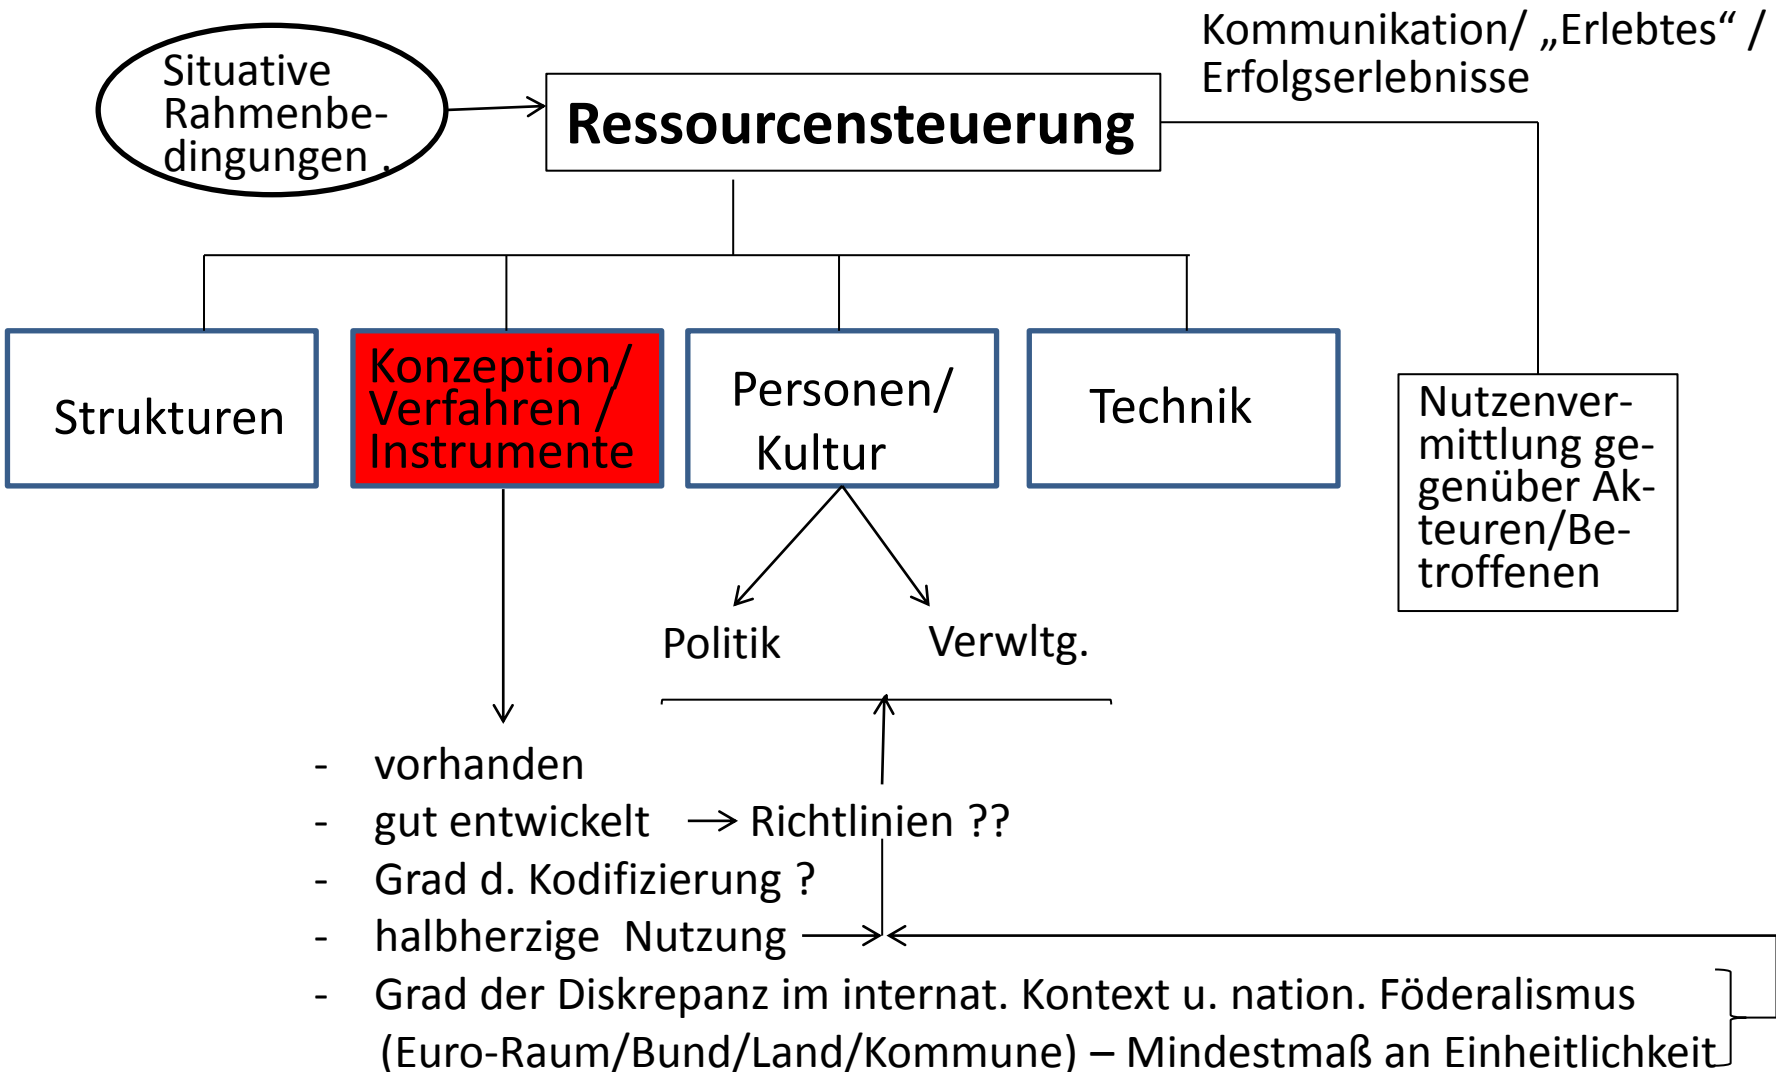 Kommunikation/ „Erlebtes“ /
Erfolgserlebnisse
Situative
Rahmenbe-
dingungen .
Ressourcensteuerung
Strukturen
Konzeption/
Verfahren /
Instrumente
Personen/
Kultur
Technik
Nutzenver-
mittlung ge-
genüber Ak-
teuren/Be-
troffenen
Politik
Verwltg.
- vorhanden
- gut entwickelt → Richtlinien ??
- Grad d. Kodifizierung ?
- halbherzige Nutzung
- Grad der Diskrepanz im internat. Kontext u. nation. Föderalismus
(Euro-Raum/Bund/Land/Kommune) – Mindestmaß an Einheitlichkeit